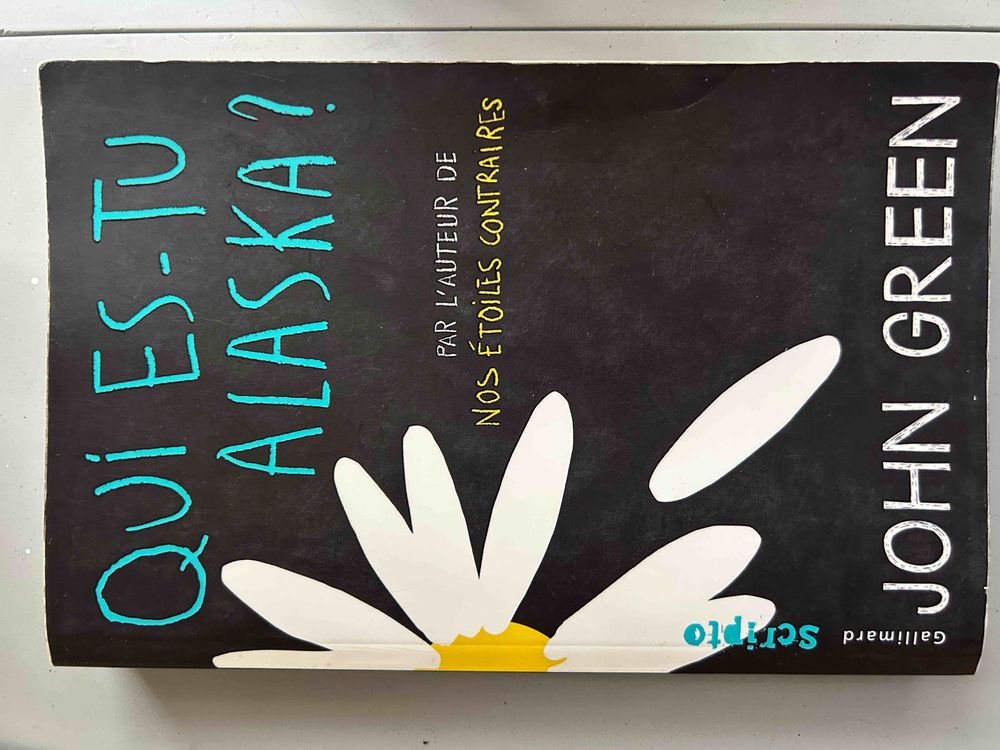 QUI ES-TU
ALASKA?
PAR L'AUTEUR DE
NOS ÉTOILES CONTRAIRES
Scripto
JOHN GREEN
Gallimard